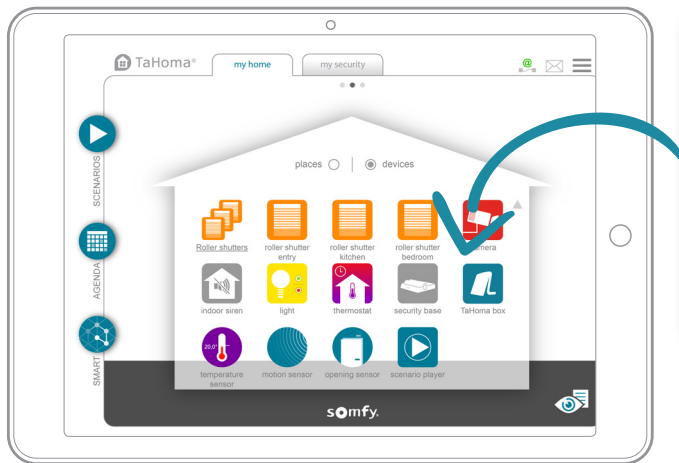 TaHoma®
my home
my security
@
places
devices
SCENARIOS
AGENDA
SMART
Roller shutters
roller shutter
entry
roller shutter
kitchen
roller shutter
bedroom
mera
indoor siren
light
thermostat
security base
TaHoma box
20,0°
temperature
sensor
motion sensor
opening sensor
scenario player
somfy.